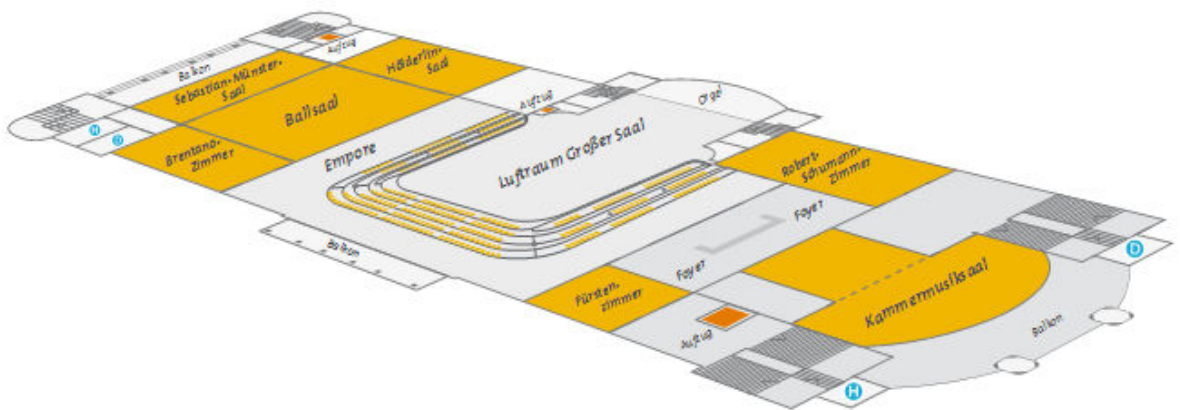 Aufzug
Balkon
Sebastian-Münster-
Saal
Hölderlin-
Saal
Ballsaal
H
D
Brentano-
Zimmer
Empore
Aufzug
Orgel
Luftraum Großer Saal
Robert-
Schumann-
Zimmer
Balkon
Foyer
Foyer
Fürsten-
zimmer
Kammermusiksaal
D
Aufzug
Balkon
H